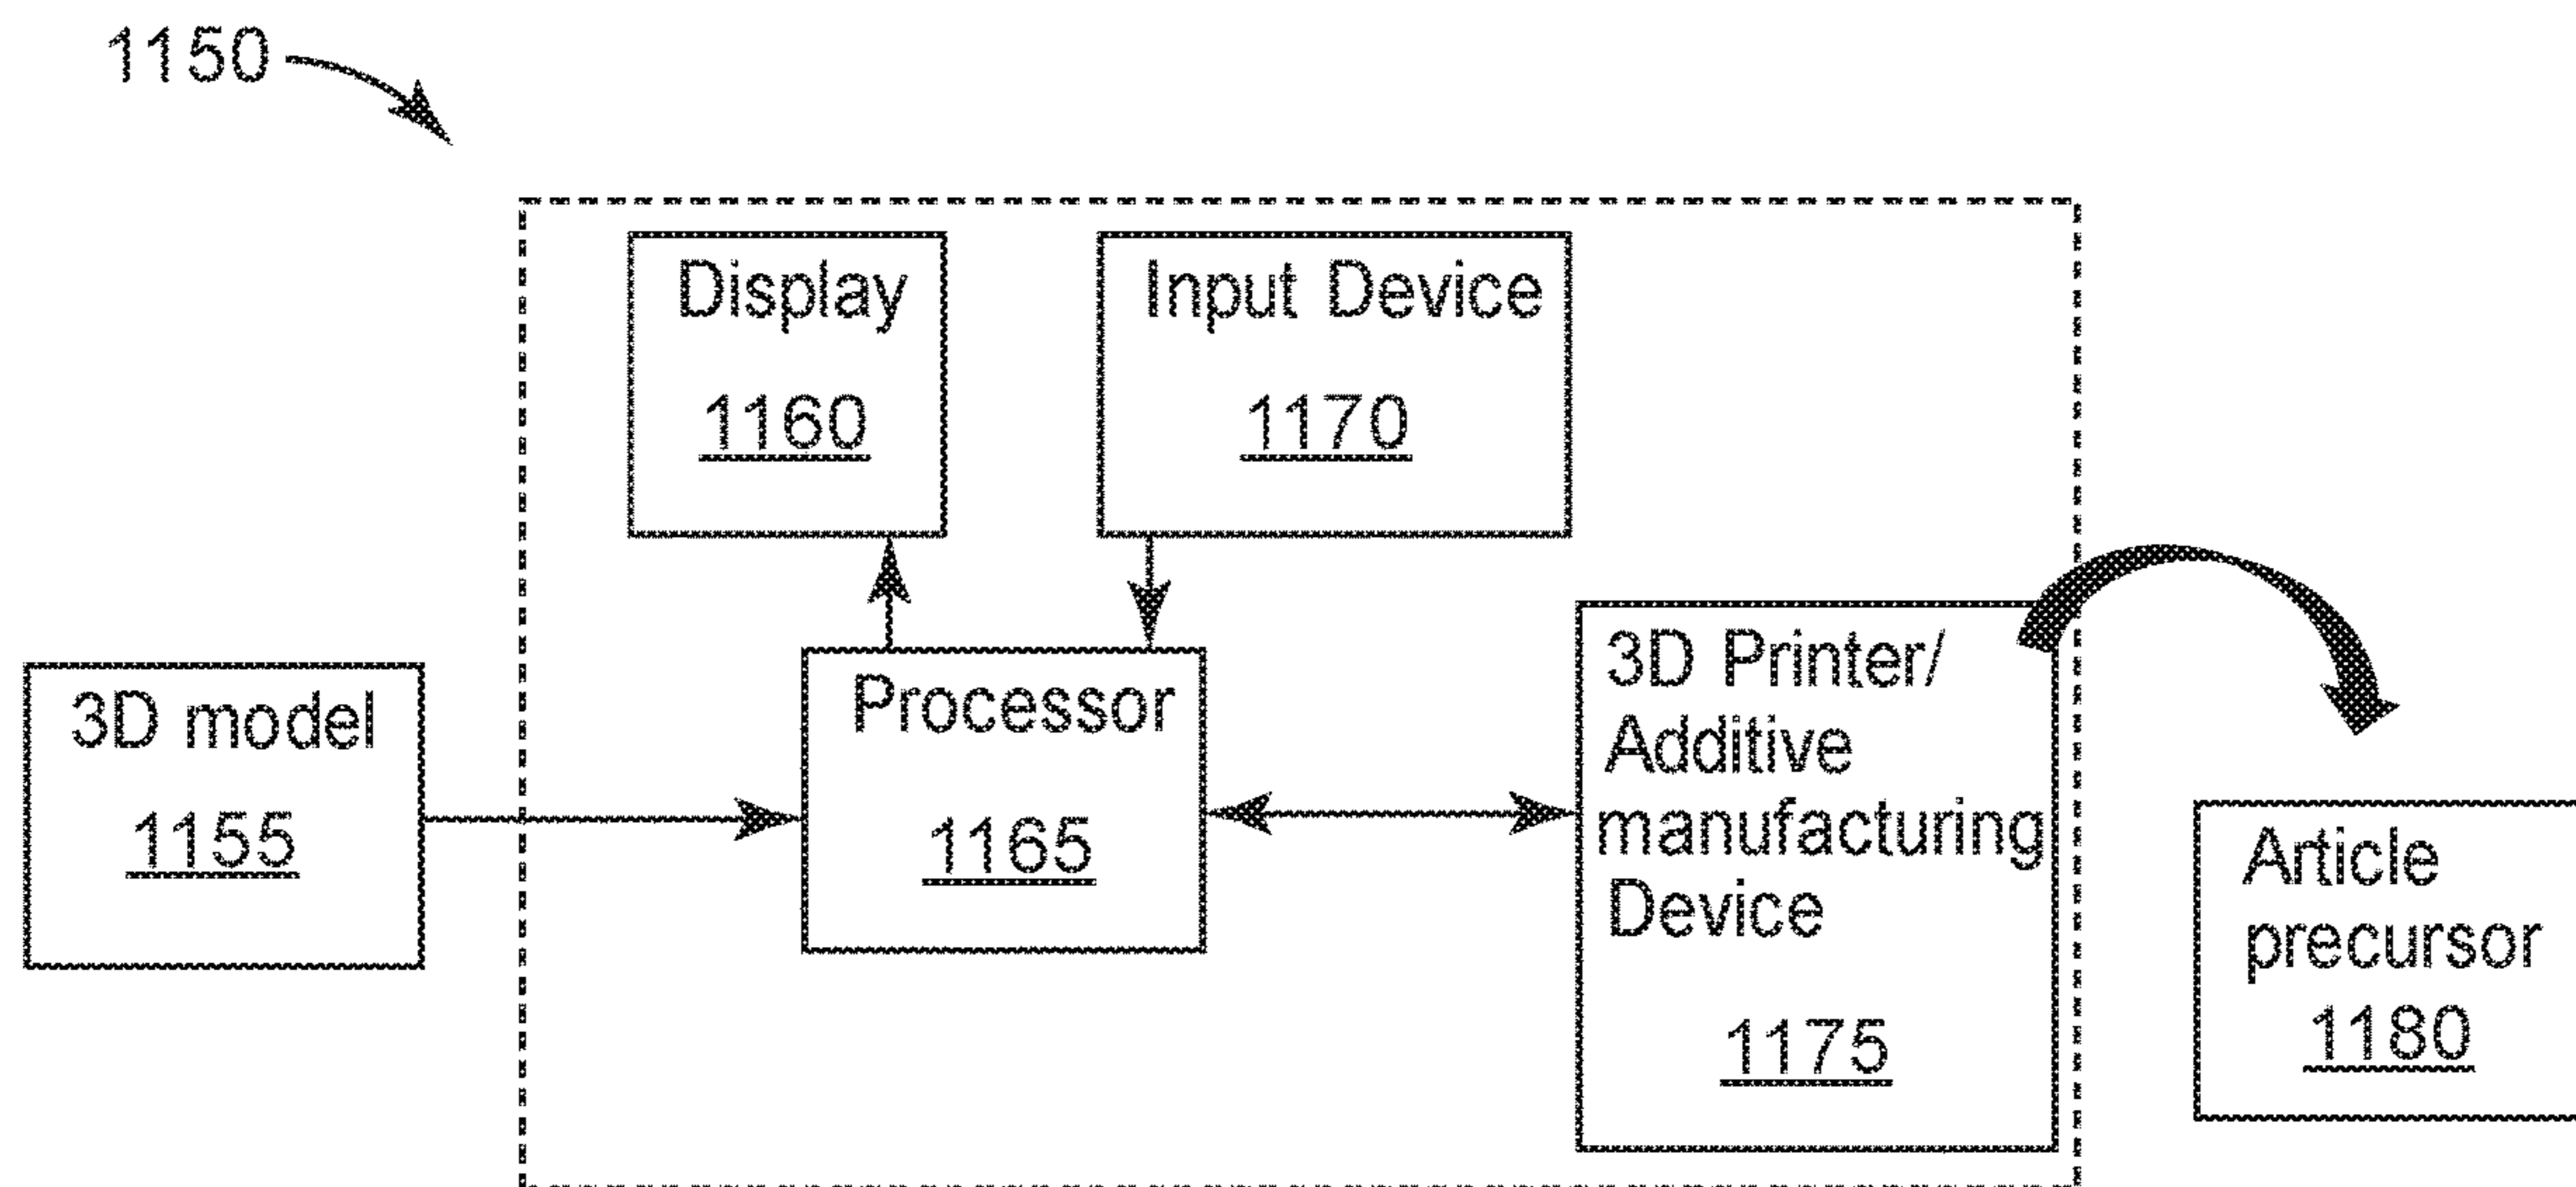 1150
Display
1160
Input Device
1170
3D model
1155
Processor
1165
3D Printer/
Additive
manufacturing
Device
1175
Article
precursor
1180